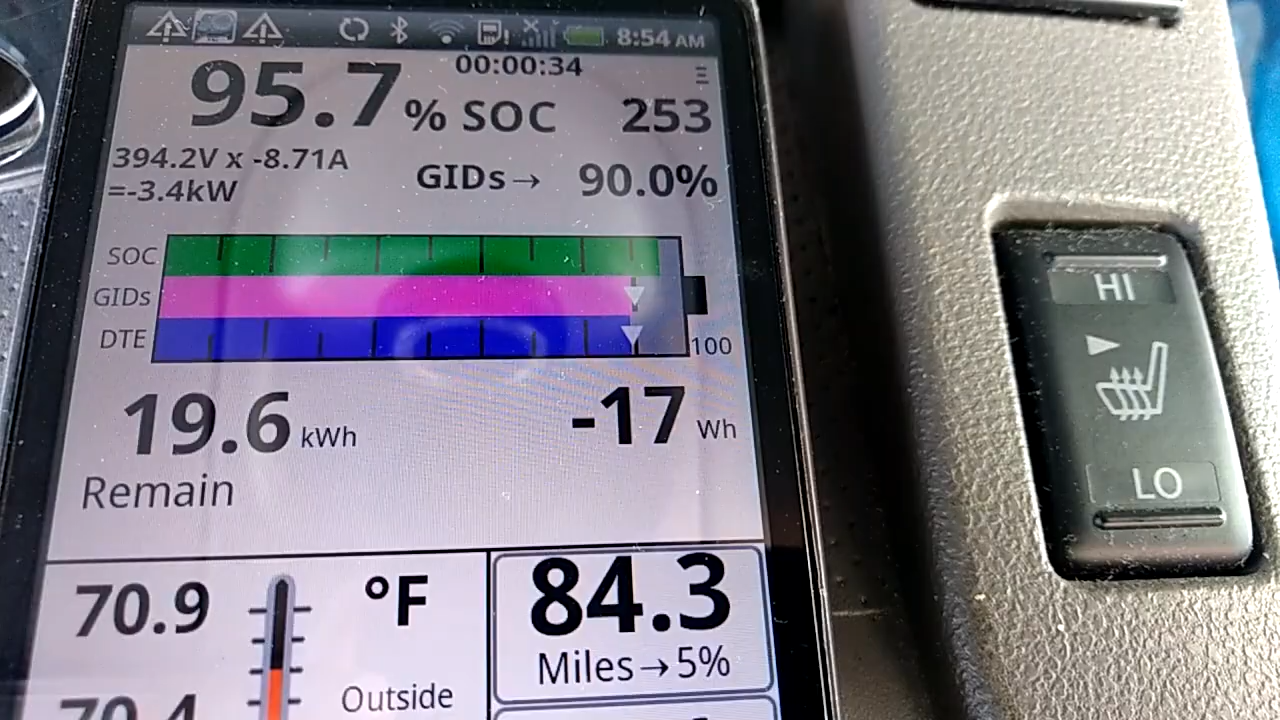 8:54 AM
00:00:34
95.7% SOC 253
394.2V x -8.71A
=-3.4kW
GIDs→ 90.0%
SOC
GIDs
DTE
100
19.6 kWh
-17 Wh
Remain
70.9
°F
84.3
Miles→5%
70.4
Outside
HI
LO